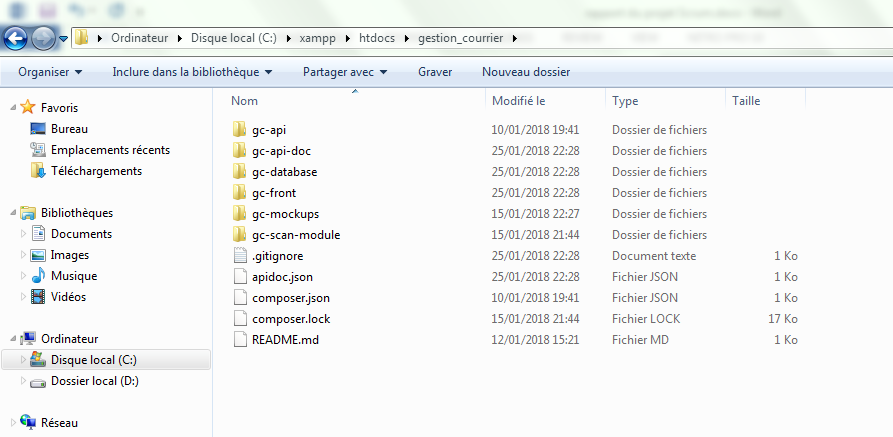 Ordinateur Disque local (C:) xampp htdocs gestion_courrier
Organiser Inclure dans la bibliothèque Partager avec Graver Nouveau dossier
Favoris
Bureau
Emplacements récents
Téléchargements
Bibliothèques
Documents
Images
Musique
Vidéos
Ordinateur
Disque local (C:)
Dossier local (D:)
Réseau
Nom Modifié le Type Taille
gc-api 10/01/2018 19:41 Dossier de fichiers
gc-api-doc 25/01/2018 22:28 Dossier de fichiers
gc-database 25/01/2018 22:28 Dossier de fichiers
gc-front 25/01/2018 22:28 Dossier de fichiers
gc-mockups 15/01/2018 22:27 Dossier de fichiers
gc-scan-module 15/01/2018 21:44 Dossier de fichiers
.gitignore 25/01/2018 22:28 Document texte 1 Ko
apidoc.json 25/01/2018 22:28 Fichier JSON 1 Ko
composer.json 10/01/2018 19:41 Fichier JSON 1 Ko
composer.lock 15/01/2018 21:44 Fichier LOCK 17 Ko
README.md 12/01/2018 15:21 Fichier MD 1 Ko